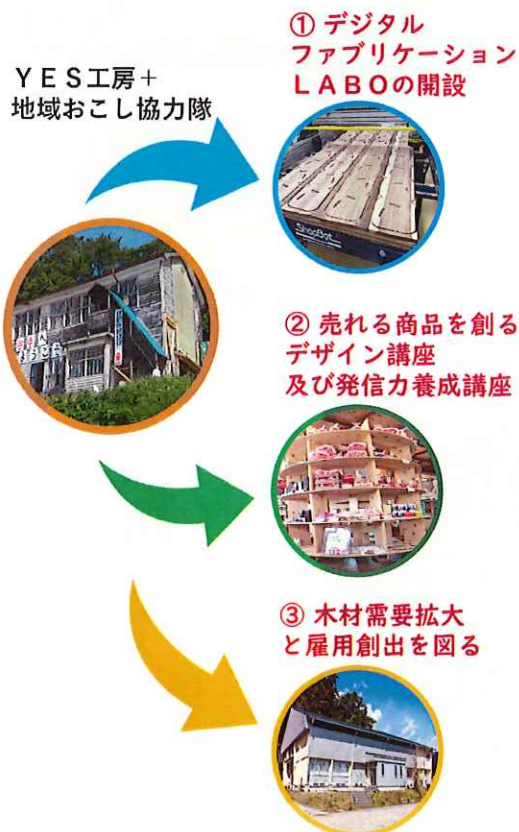 YES工房＋
地域おこし協力隊
① デジタル
ファブリケーション
LABOの開設
ShopBot
② 売れる商品を創る
デザイン講座
及び発信力養成講座
③ 木材需要拡大
と雇用創出を図る